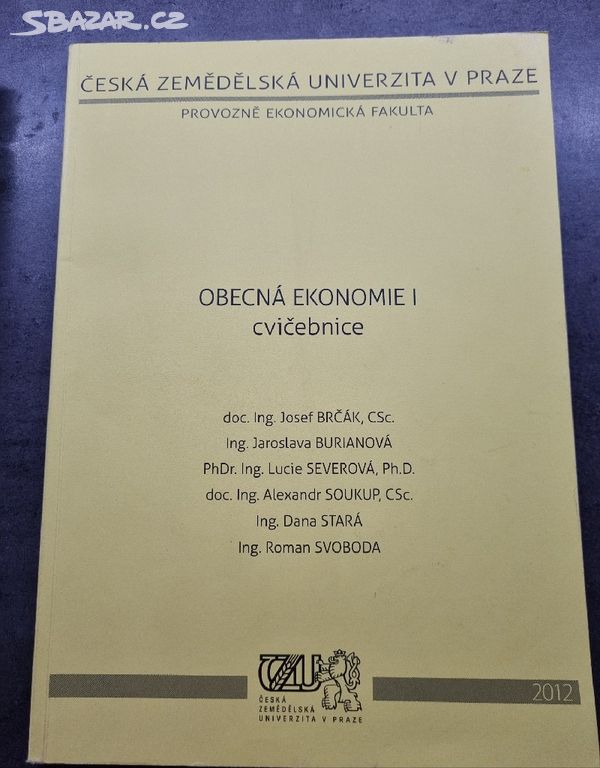 SBAZAR.CZ
ČESKÁ ZEMĚDĚLSKÁ UNIVERZITA V PRAZE
PROVOZNĚ EKONOMICKÁ FAKULTA
OBECNÁ EKONOMIE I
cvičebnice
doc. Ing. Josef BRČÁK, CSc.
Ing. Jaroslava BURIANOVÁ
PhDr. Ing. Lucie SEVEROVÁ, Ph.D.
doc. Ing. Alexandr SOUKUP, CSc.
Ing. Dana STARÁ
Ing. Roman SVOBODA
ČZU
ČESKÁ
ZEMĚDĚLSKÁ
UNIVERZITA V PRAZE
2012